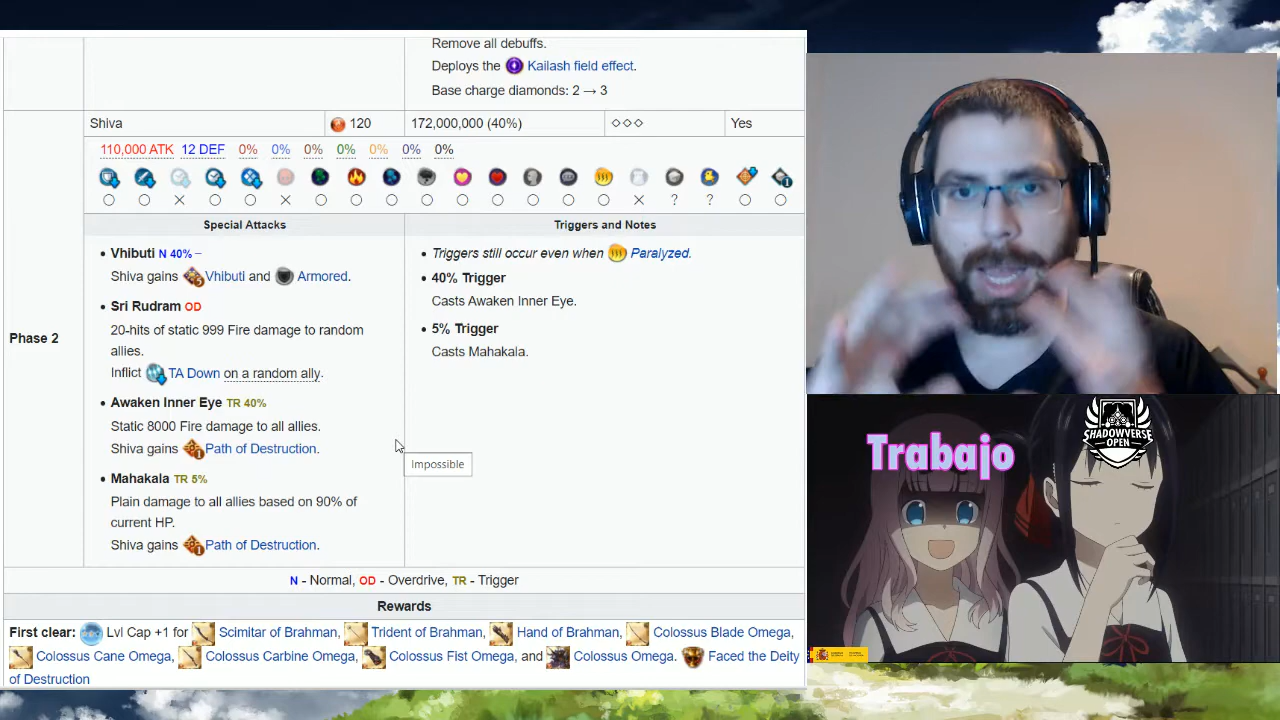 Remove all debuffs.
Deploys the Kailash field effect.
Base charge diamonds: 2 → 3
Shiva
120
172,000,000 (40%)
◇◇◇
Yes
110,000 ATK 12 DEF 0% 0% 0% 0% 0% 0% 0%
○ ○ × ○ ○ × ○ ○ ○ ○ ○ ○ ○ ○ ○ × ? ? ○ ○
Phase 2
Special Attacks
• Vhibuti N 40% –
Shiva gains Vhibuti and Armored.
• Sri Rudram OD
20-hits of static 999 Fire damage to random
allies.
Inflict TA Down on a random ally.
• Awaken Inner Eye TR 40%
Static 8000 Fire damage to all allies.
Shiva gains Path of Destruction.
• Mahakala TR 5%
Plain damage to all allies based on 90% of
current HP.
Shiva gains Path of Destruction.
Triggers and Notes
• Triggers still occur even when Paralyzed.
• 40% Trigger
Casts Awaken Inner Eye.
• 5% Trigger
Casts Mahakala.
Impossible
N - Normal, OD - Overdrive, TR - Trigger
Rewards
First clear: Lvl Cap +1 for Scimitar of Brahman, Trident of Brahman, Hand of Brahman, Colossus Blade Omega,
Colossus Cane Omega, Colossus Carbine Omega, Colossus Fist Omega, and Colossus Omega. Faced the Deity
of Destruction
Trabajo
SHADOWVERSE
OPEN